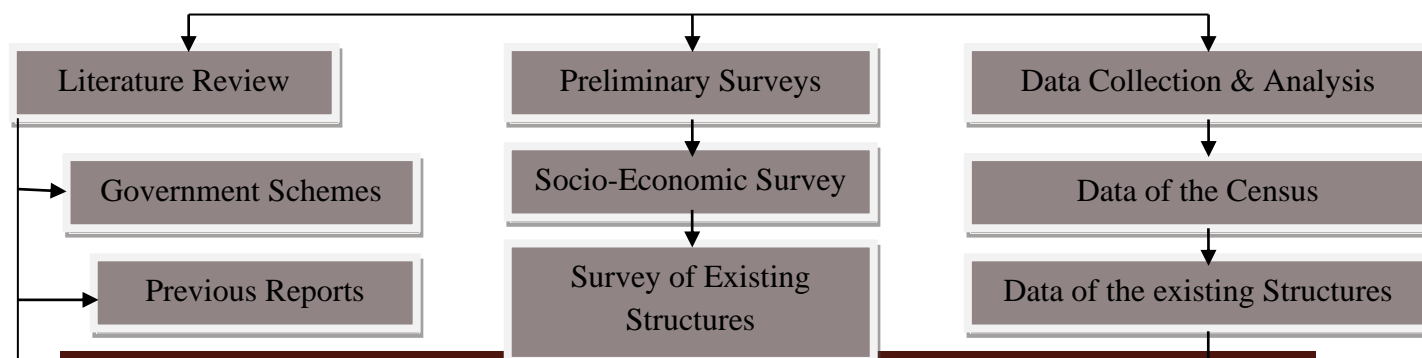 Literature Review
Preliminary Surveys
Data Collection & Analysis
Government Schemes
Socio-Economic Survey
Data of the Census
Previous Reports
Survey of Existing
Structures
Data of the existing Structures